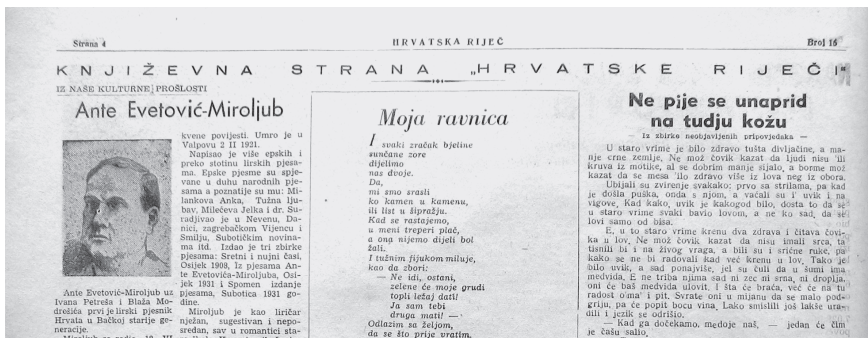 Strana 4
HRVATSKA RIJEČ
Broj 16
KNJIŽEVNA STRANA „HRVATSKE RIJEČI"
IZ NAŠE KULTURNE PROŠLOSTI
Ante Evetović-Miroljub
kvene povijesti. Umro je u
Valpovu 2 II 1921.
Napisao je više epskih i
preko stotinu lirskih pjesa-
ma. Epske pjesme su spje-
vane u duhu narodnih pjesa-
ma a poznatije su mu: Mi-
lankova Anka, Tužna lju-
bav, Milečeva Jelka i dr. Su-
radjivao je u Nevenu, Da-
nici, zagrebačkom Vijencu i
Smilju, Subotičkim novina-
ma itd. Izdao je tri zbirke
pjesama: Sretni i nujni časi,
Osijek 1908, Iz pjesama An-
te Evetovića-Miroljuba, Osi-
jek 1931 i Spomen izdanje
pjesama, Subotica 1931 go-
dine.
Miroljub je kao liričar
nježan, sugestivan i nepo-
sredan, sav u romantici sta-
Ante Evetović-Miroljub uz
Ivana Petreša i Blaža Mo-
drešića prvi je lirski pjesnik
Hrvata u Bačkoj starije ge-
neracije.
Moja ravnica
I svaki zračak bjeline
sunčane zore
dijelimo
nas dvoje.
Da,
mi smo srasli
ko kamen u kamenu,
ili list u šipražju.
Kad se rastajemo,
u meni treperi plač,
a ona nijemo dijeli bol
žali.
I tužnim fijukom miluje,
kao da zbori:
— Ne idi, ostani,
zelene će moje grudi
topli ležaj dati!
Ja sam tebi
druga mati! —
Odlazim sa željom,
da se što prije vratim,
Ne pije se unaprid
na tudju kožu
— Iz zbirke neobjavljenih pripovjedaka —
U staro vrime je bilo zdravo tušta divljačine, a ma-
nje crne zemlje. Ne mož čovik kazat da ljudi nisu 'ili
kruva iz motike, al se dobrim manje sijalo, a borme mož
kazat da se mesa 'ilo zdravo više iz lova neg iz obora.
Ubijali su zvirenje svakako: prvo sa strilama, pa kad
je došla puška, onda s njom, a vaćali su i' uvik i na
vigove, Kad kako, uvik je kakogod bilo, dosta to da se
u staro vrime svaki bavio lovom, a ne ko sad, da se
lovi samo od bisa.
E, u to staro vrime krenu dva zdrava i čitava čovi-
ka u lov, Ne mož čovik kazat da nisu imali srca, ta
tisnili bi i na živog vraga, a bili su i srićne ruke, pa
kako se ne bi radovali kad već krenu u lov, Tako je
bilo uvik, a sad ponajviše, jel su čuli da u šumi ima
medvida, E ne triba njima sad ni zec ni srna, ni droplja,
oni će baš medvida ulovit. I šta će braća, već će na tu
radost o'ma' i pit. Svrate oni u mijanu da se malo pod-
griju, pa će popit bocu vina, Lako smislili još lakše ura-
dili i jezik se odrišio.
— Kad ga dočekamo, medoje naš, — jedan će čim
je čašu salio,